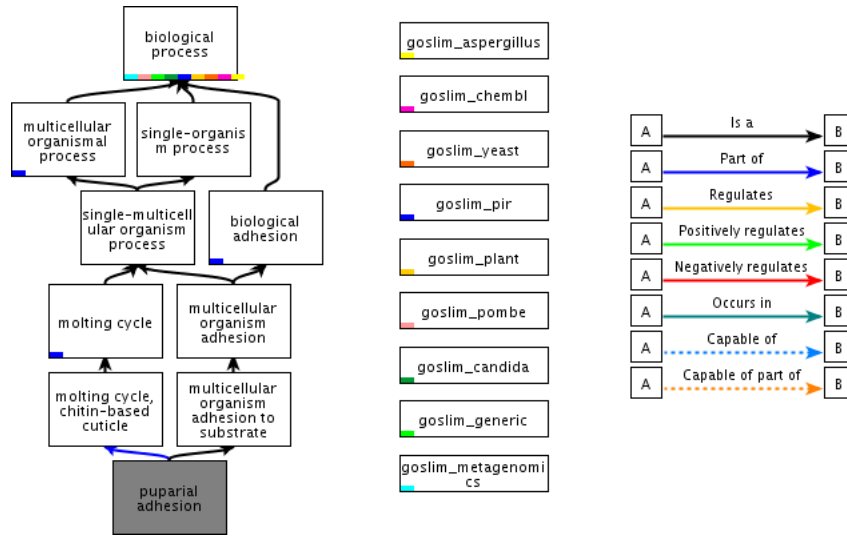 biological
process
multicellular
organismal
process
single-organis
m process
single-multicell
ular organism
process
biological
adhesion
molting cycle
multicellular
organism
adhesion
molting cycle,
chitin-based
cuticle
multicellular
organism
adhesion to
substrate
puparial
adhesion
goslim_aspergillus
goslim_chembl
goslim_yeast
goslim_pir
goslim_plant
goslim_pombe
goslim_candida
goslim_generic
goslim_metagenomi
cs
A Is a B
A Part of B
A Regulates B
A Positively regulates B
A Negatively regulates B
A Occurs in B
A Capable of B
A Capable of part of B